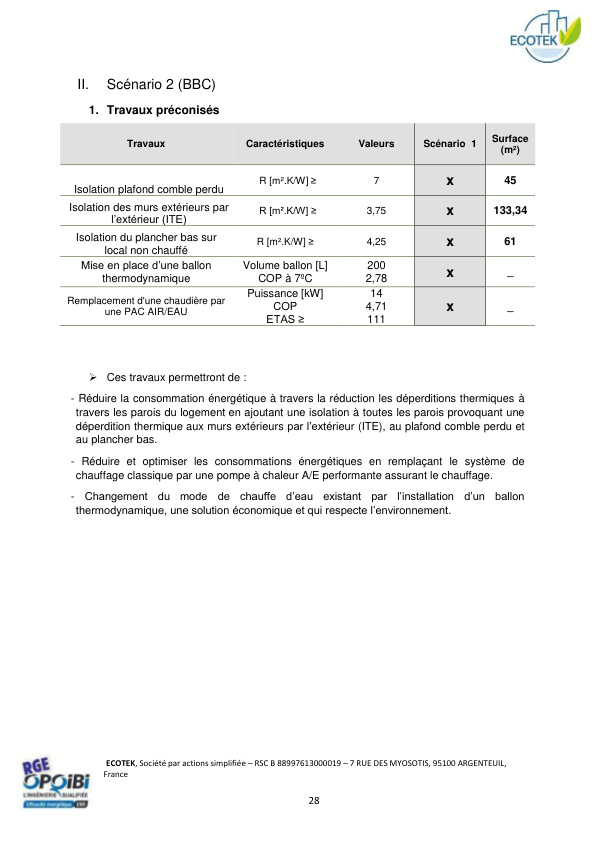 ECOTEK
II. Scénario 2 (BBC)
1. Travaux préconisés
Travaux Caractéristiques Valeurs Scénario 1 Surface (m²)
Isolation plafond comble perdu R [m².K/W] ≥ 7 x 45
Isolation des murs extérieurs par l’extérieur (ITE) R [m².K/W] ≥ 3,75 x 133,34
Isolation du plancher bas sur local non chauffé R [m².K/W] ≥ 4,25 x 61
Mise en place d’une ballon thermodynamique Volume ballon [L] 200 x _
COP à 7ºC 2,78
Remplacement d'une chaudière par une PAC AIR/EAU Puissance [kW] 14 x _
COP 4,71
ETAS ≥ 111
➢ Ces travaux permettront de :
- Réduire la consommation énergétique à travers la réduction les déperditions thermiques à
travers les parois du logement en ajoutant une isolation à toutes les parois provoquant une
déperdition thermique aux murs extérieurs par l’extérieur (ITE), au plafond comble perdu et
au plancher bas.
- Réduire et optimiser les consommations énergétiques en remplaçant le système de
chauffage classique par une pompe à chaleur A/E performante assurant le chauffage.
- Changement du mode de chauffe d’eau existant par l’installation d’un ballon
thermodynamique, une solution économique et qui respecte l’environnement.
RGE
OPQiBi
L'INGÉNIERIE QUALIFIÉE
Efficacité énergétique ENR
ECOTEK, Société par actions simplifiée – RSC B 88997613000019 – 7 RUE DES MYOSOTIS, 95100 ARGENTEUIL,
France
28